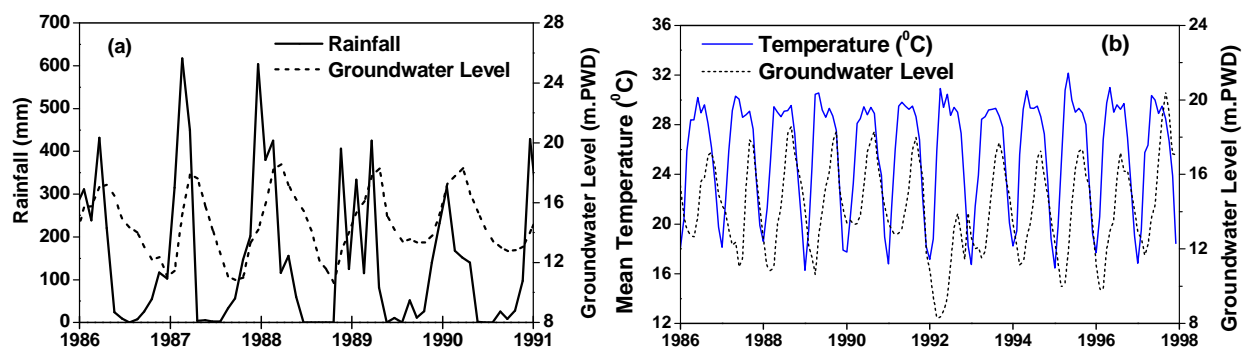 (a)
Rainfall
Groundwater Level
Rainfall (mm)
700
600
500
400
300
200
100
0
Groundwater Level (m.PWD)
28
24
20
16
12
8
1986 1987 1988 1989 1990 1991
(b)
Temperature (⁰C)
Groundwater Level
Mean Temperature (⁰C)
36
32
28
24
20
16
12
Groundwater Level (m.PWD)
24
20
16
12
8
1986 1988 1990 1992 1994 1996 1998